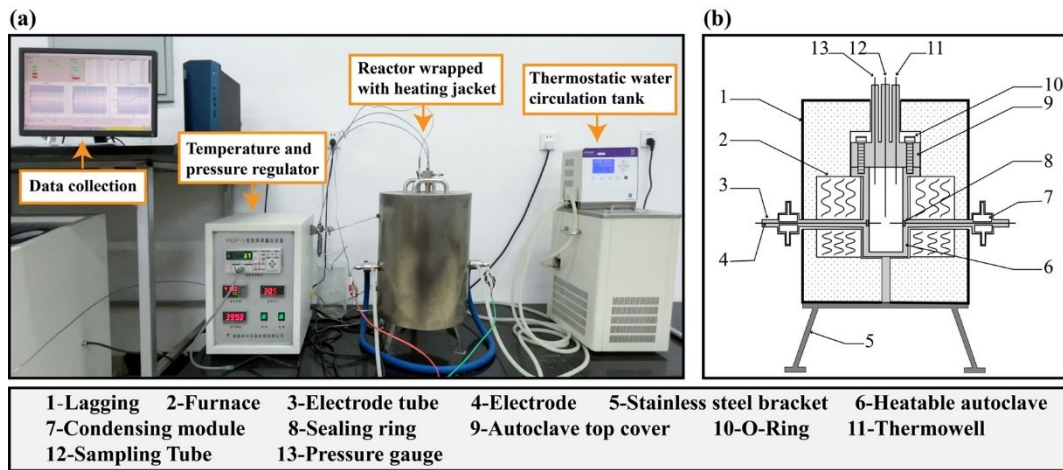 (a)
Data collection
Temperature and
pressure regulator
Reactor wrapped
with heating jacket
Thermostatic water
circulation tank
(b)
13 12 11
10
9
1
2
8
3
7
4
6
5
1-Lagging 2-Furnace 3-Electrode tube 4-Electrode 5-Stainless steel bracket 6-Heatable autoclave
7-Condensing module 8-Sealing ring 9-Autoclave top cover 10-O-Ring 11-Thermowell
12-Sampling Tube 13-Pressure gauge